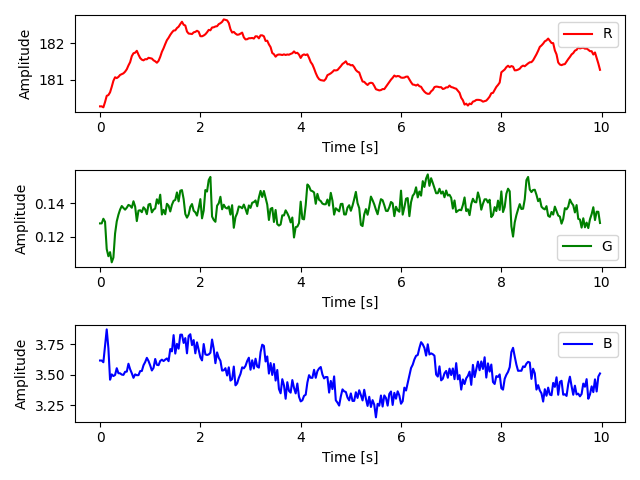 Amplitude
182
181
R
0 2 4 6 8 10
Time [s]
Amplitude
0.14
0.12
G
0 2 4 6 8 10
Time [s]
Amplitude
3.75
3.50
3.25
B
0 2 4 6 8 10
Time [s]